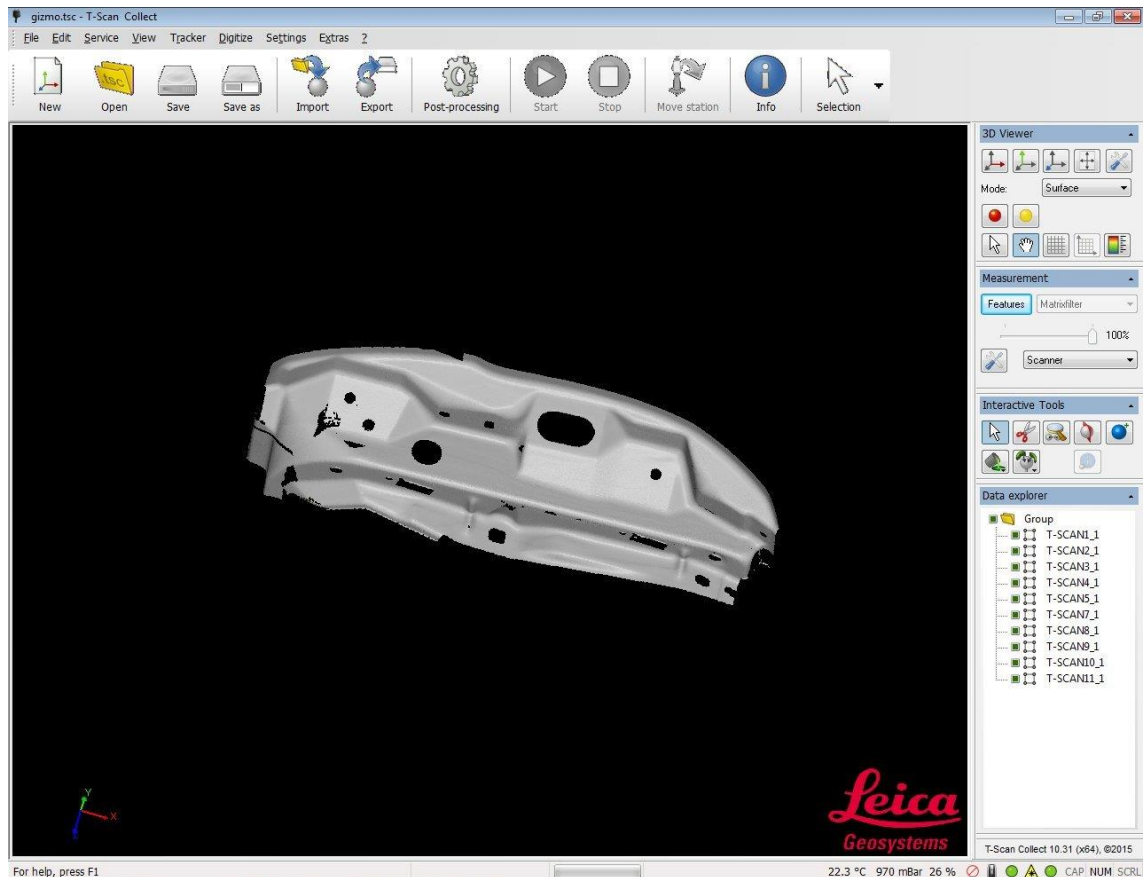 gizmo.tsc - T-Scan Collect
File Edit Service View Tracker Digitize Settings Extras ?
tsc
New Open Save Save as Import Export Post-processing Start Stop Move station Info Selection
3D Viewer
Mode: Surface
Measurement
Features Matrixfilter
100%
Scanner
Interactive Tools
Data explorer
Group
T-SCAN1_1
T-SCAN2_1
T-SCAN3_1
T-SCAN4_1
T-SCAN5_1
T-SCAN7_1
T-SCAN8_1
T-SCAN9_1
T-SCAN10_1
T-SCAN11_1
Y
X
Z
Leica
Geosystems
T-Scan Collect 10.31 (x64), ©2015
For help, press F1
22.3 °C 970 mBar 26 % CAP NUM SCRL